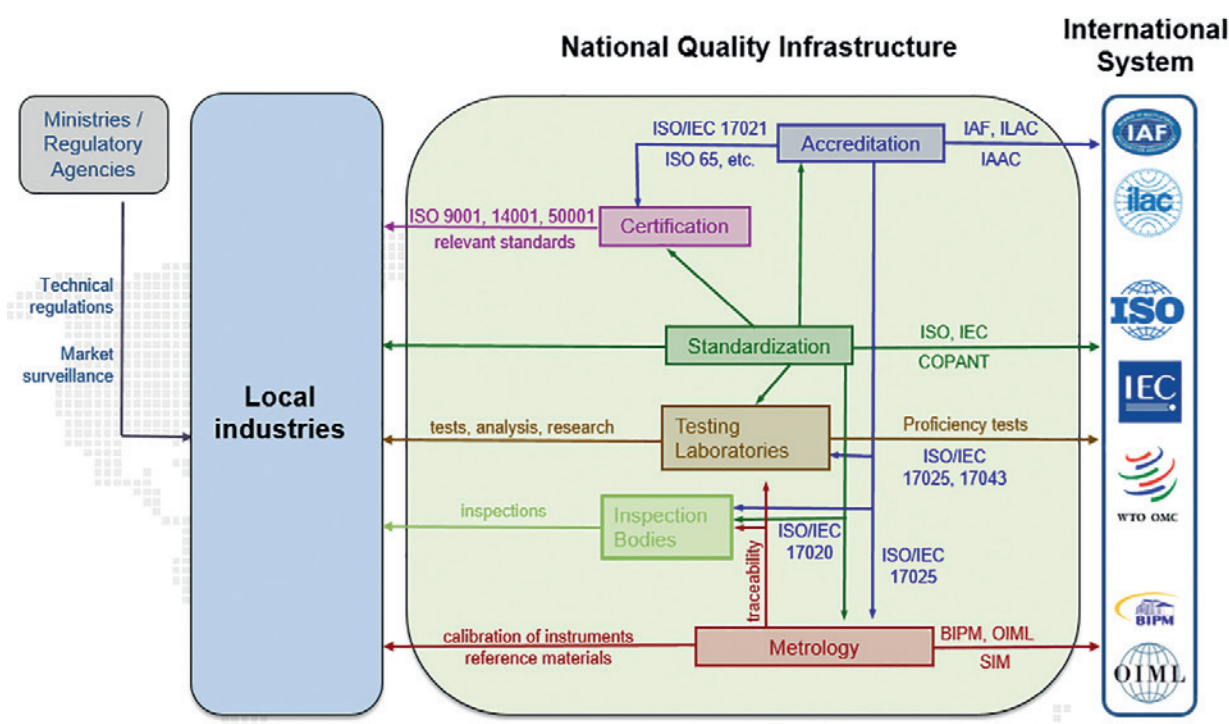 National Quality Infrastructure
International
System
Ministries /
Regulatory
Agencies
Technical
regulations
Market
surveillance
Local
industries
ISO/IEC 17021
ISO 65, etc.
Accreditation
IAF, ILAC
IAAC
ISO 9001, 14001, 50001
relevant standards
Certification
Standardization
ISO, IEC
COPANT
tests, analysis, research
Testing
Laboratories
Proficiency tests
ISO/IEC
17025, 17043
inspections
Inspection
Bodies
ISO/IEC
17020
ISO/IEC
17025
traceability
calibration of instruments
reference materials
Metrology
BIPM, OIML
SIM
IAF
ilac
ISO
IEC
WTO OMC
BIPM
OIML